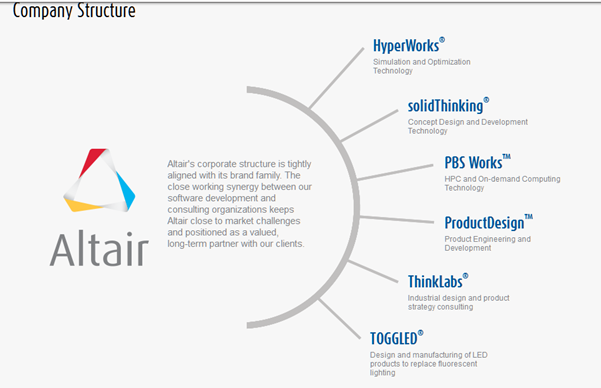 Company Structure
HyperWorks®
Simulation and Optimization
Technology
solidThinking®
Concept Design and Development
Technology
Altair's corporate structure is tightly
aligned with its brand family. The
close working synergy between our
software development and
consulting organizations keeps
Altair close to market challenges
and positioned as a valued,
long-term partner with our clients.
Altair
PBS Works™
HPC and On-demand Computing
Technology
ProductDesign™
Product Engineering and
Development
ThinkLabs®
Industrial design and product
strategy consulting
TOGGLED®
Design and manufacturing of LED
products to replace fluorescent
lighting